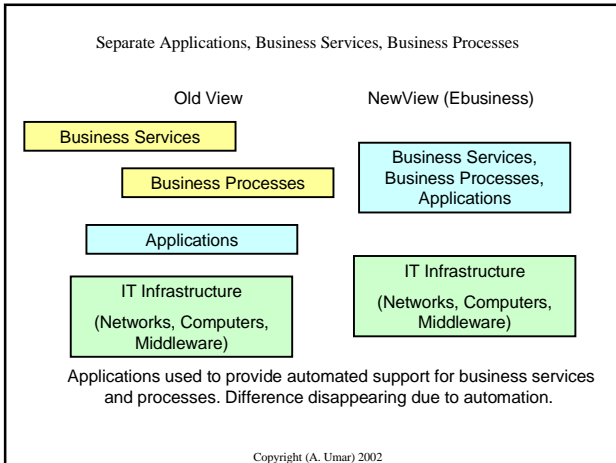 Separate Applications, Business Services, Business Processes
Old View
NewView (Ebusiness)
Business Services
Business Processes
Applications
IT Infrastructure
(Networks, Computers,
Middleware)
Business Services,
Business Processes,
Applications
IT Infrastructure
(Networks, Computers,
Middleware)
Applications used to provide automated support for business services
and processes. Difference disappearing due to automation.
Copyright (A. Umar) 2002